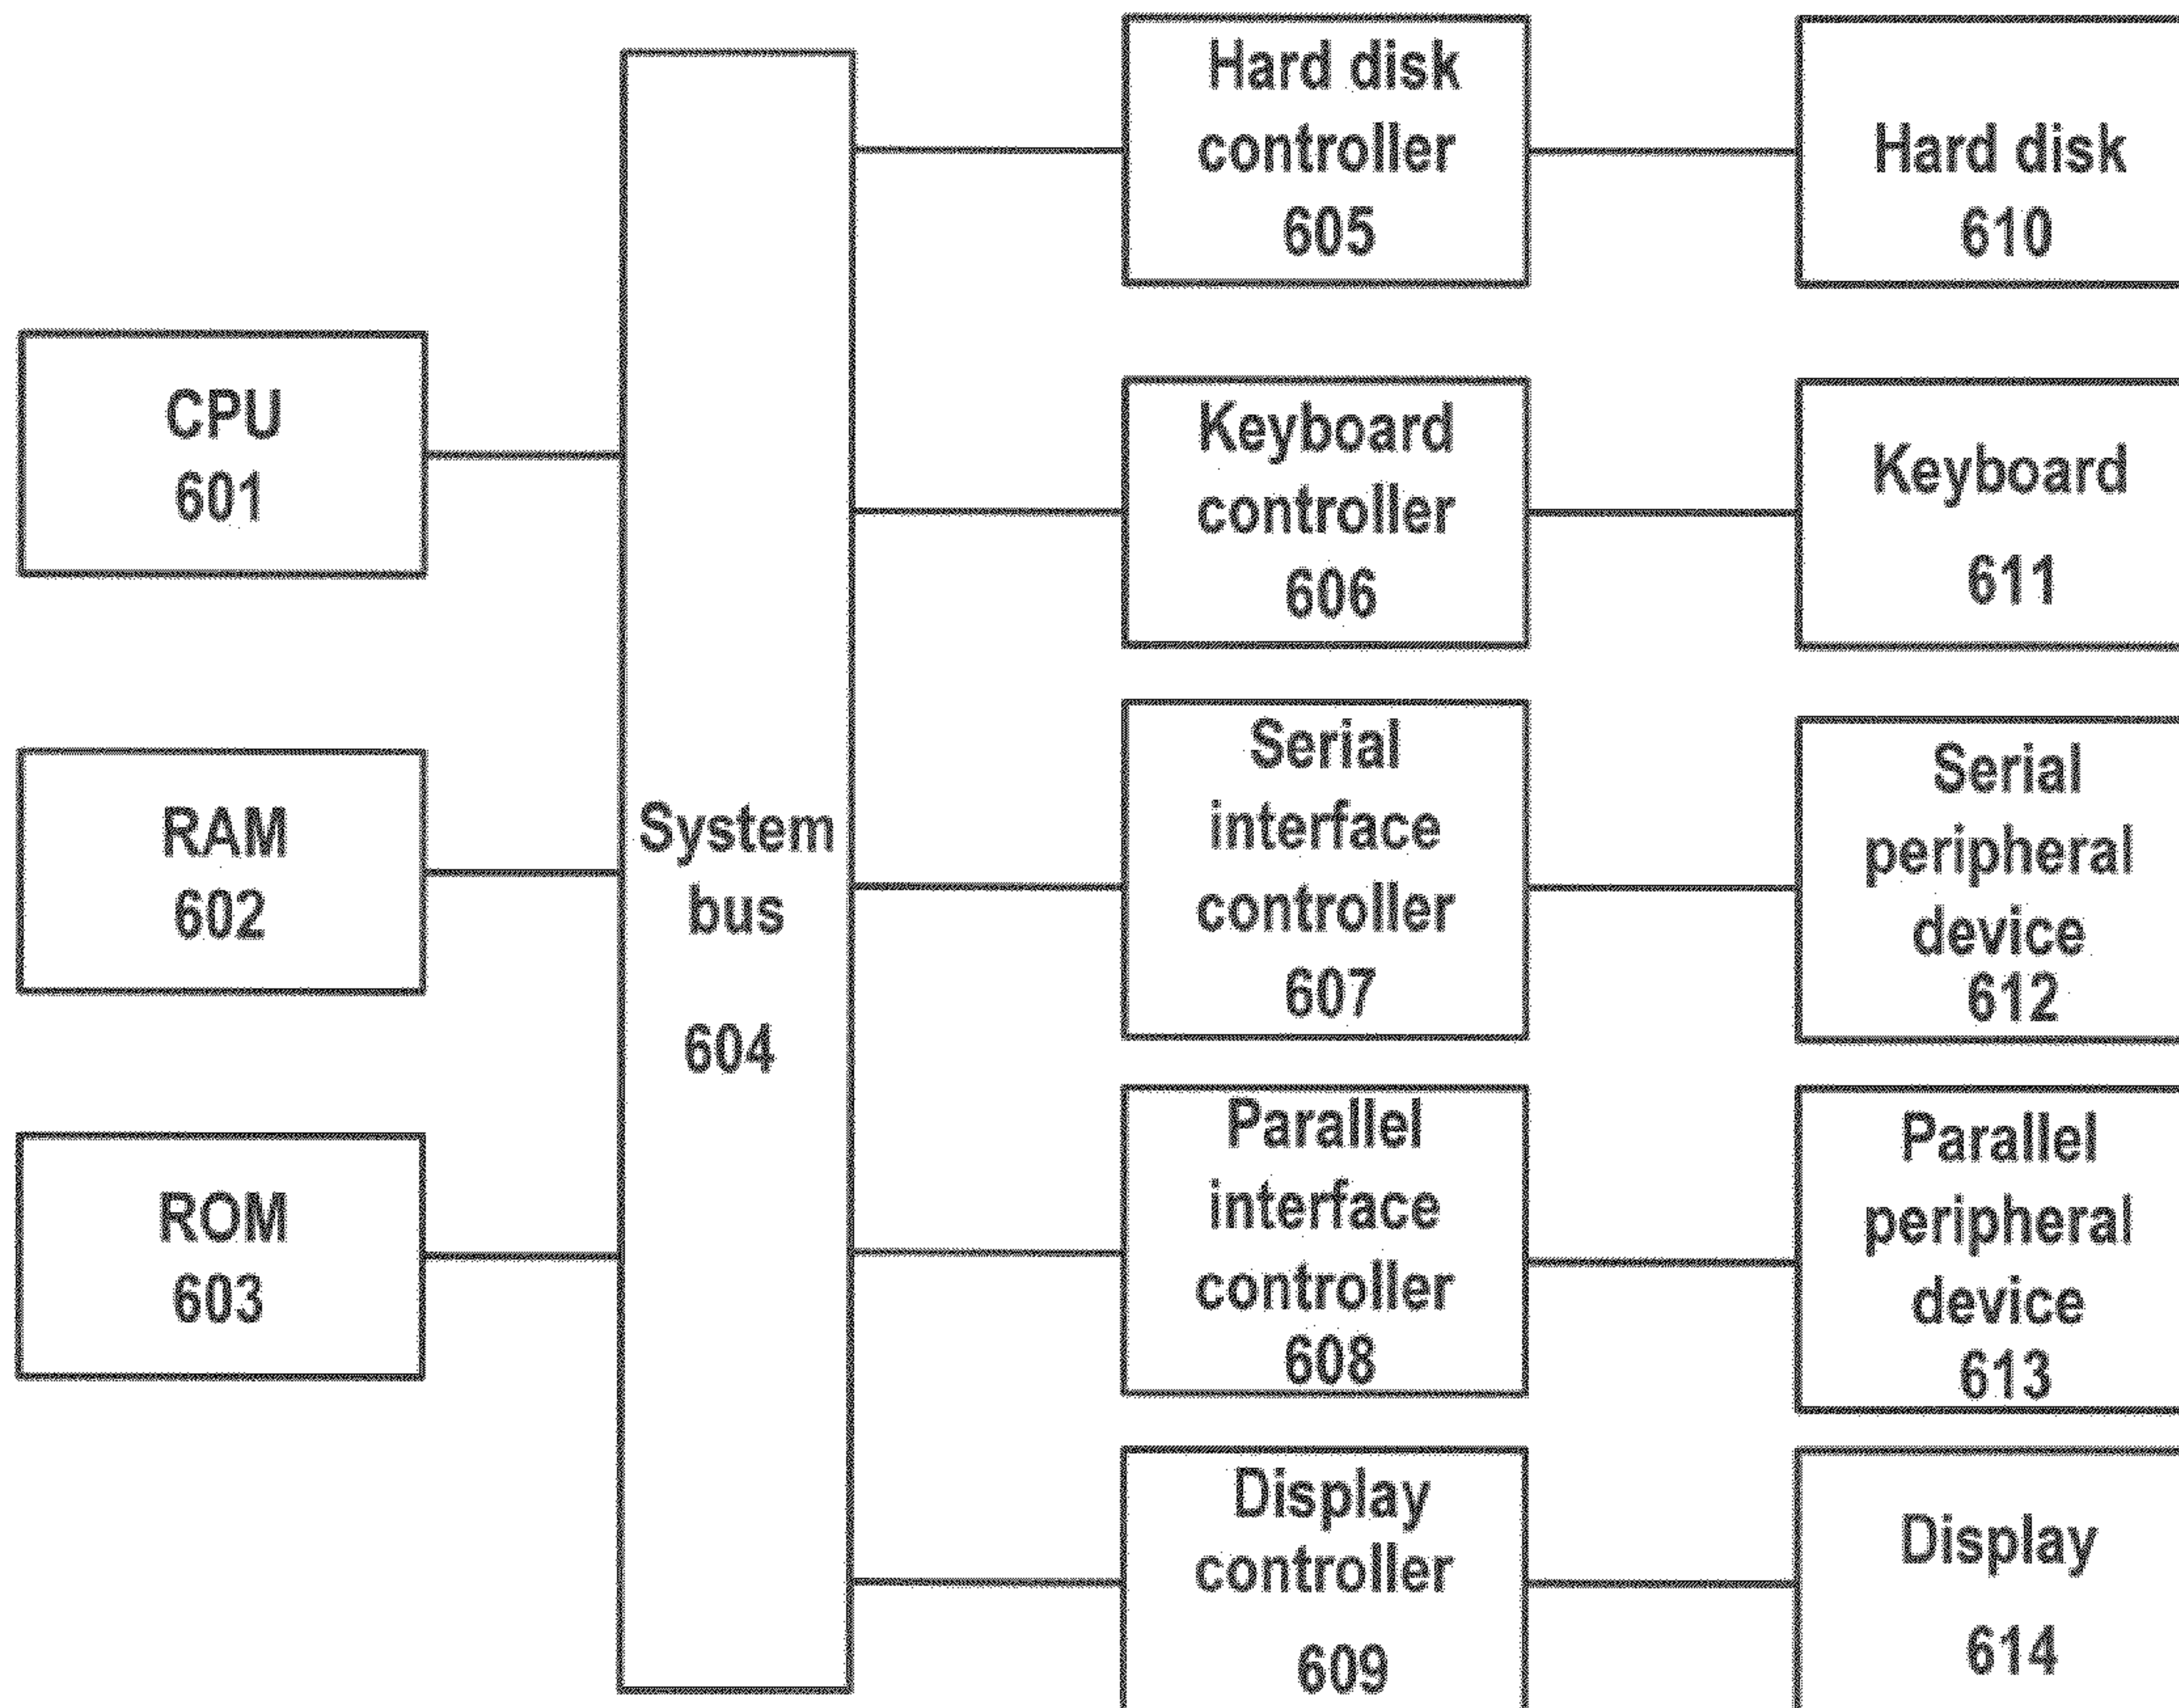 CPU
601
RAM
602
ROM
603
System
bus
604
Hard disk
controller
605
Keyboard
controller
606
Serial
interface
controller
607
Parallel
interface
controller
608
Display
controller
609
Hard disk
610
Keyboard
611
Serial
peripheral
device
612
Parallel
peripheral
device
613
Display
614